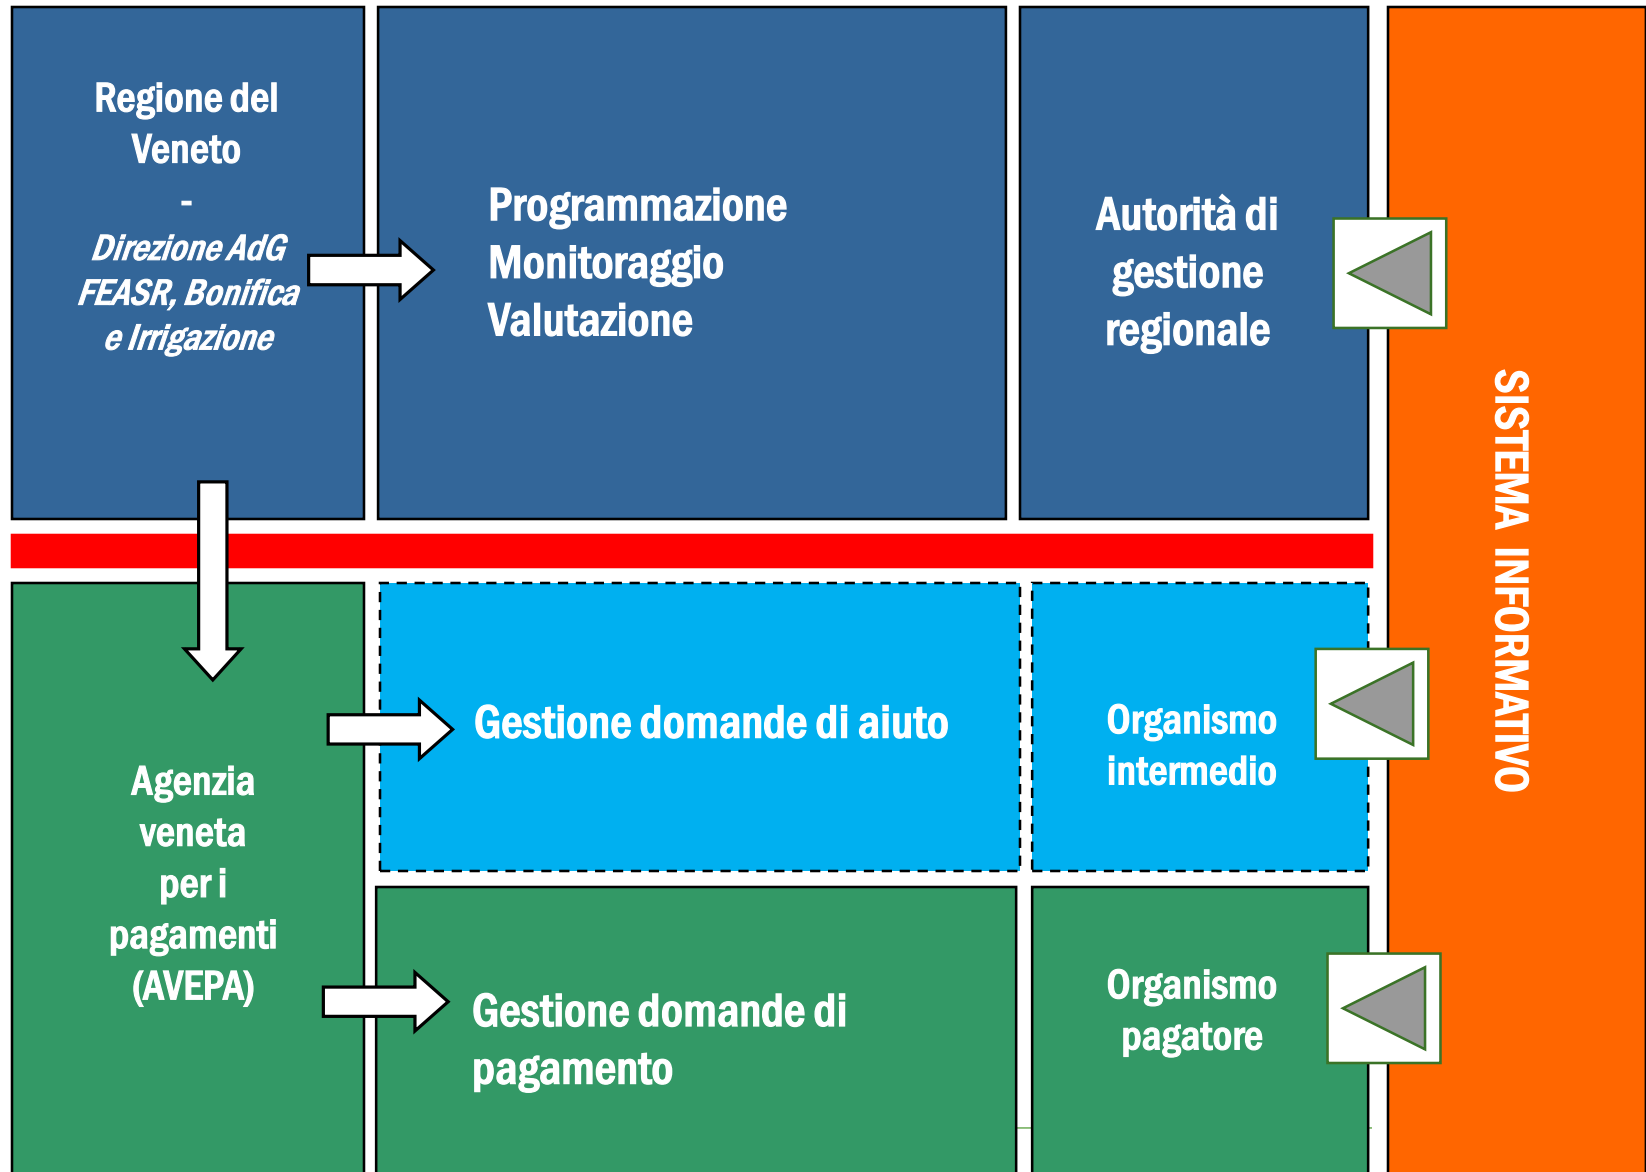 Regione del
Veneto
-
Direzione AdG
FEASR, Bonifica
e Irrigazione
Programmazione
Monitoraggio
Valutazione
Autorità di
gestione
regionale
SISTEMA INFORMATIVO
Agenzia
veneta
per i
pagamenti
(AVEPA)
Gestione domande di aiuto
Organismo
intermedio
Gestione domande di
pagamento
Organismo
pagatore